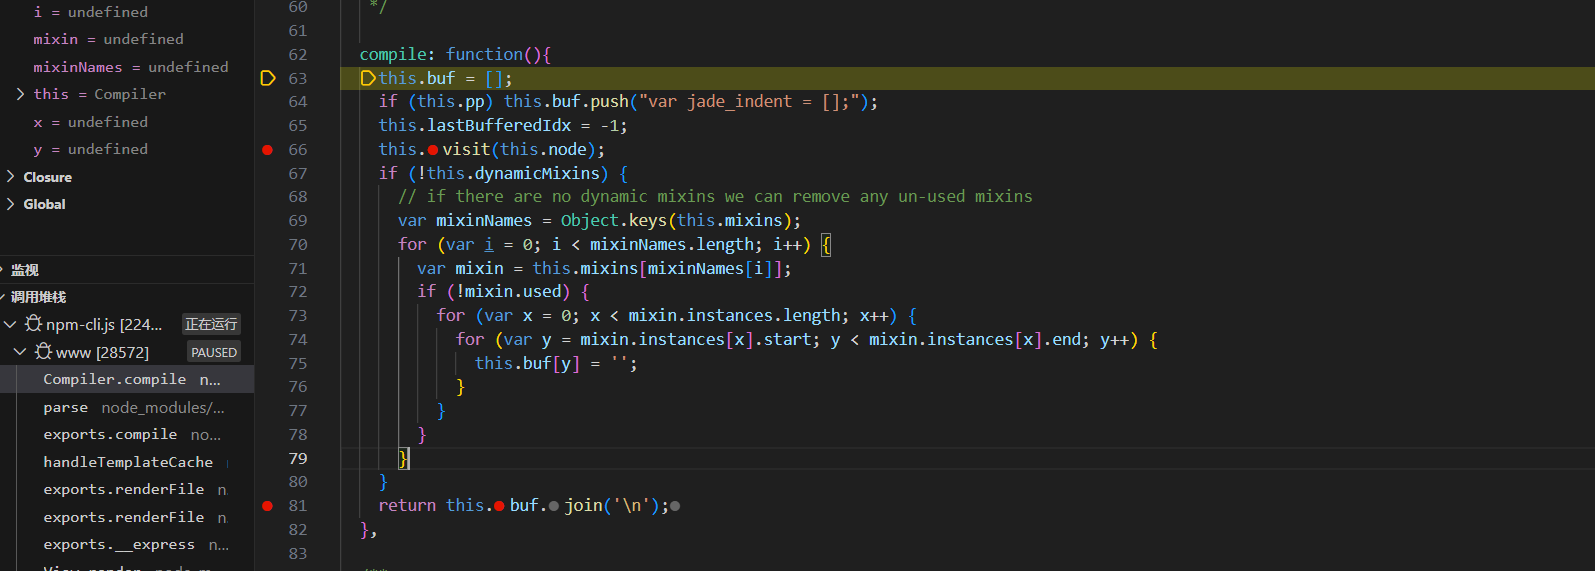 i = undefined
mixin = undefined
mixinNames = undefined
this = Compiler
x = undefined
y = undefined
Closure
Global
监视
调用堆栈
npm-cli.js [224... 正在运行
www [28572] PAUSED
Compiler.compile n...
parse node_modules/...
exports.compile no...
handleTemplateCache
exports.renderFile n.
exports.renderFile n.
exports.__express n...
View.render node_m
60 */
61
62 compile: function(){
63 this.buf = [];
64 if (this.pp) this.buf.push("var jade_indent = [];");
65 this.lastBufferedIdx = -1;
66 this.visit(this.node);
67 if (!this.dynamicMixins) {
68 // if there are no dynamic mixins we can remove any un-used mixins
69 var mixinNames = Object.keys(this.mixins);
70 for (var i = 0; i < mixinNames.length; i++) {
71 var mixin = this.mixins[mixinNames[i]];
72 if (!mixin.used) {
73 for (var x = 0; x < mixin.instances.length; x++) {
74 for (var y = mixin.instances[x].start; y < mixin.instances[x].end; y++) {
75 this.buf[y] = '';
76 }
77 }
78 }
79 }
80 }
81 return this.buf.join('\n');
82 },
83
/**